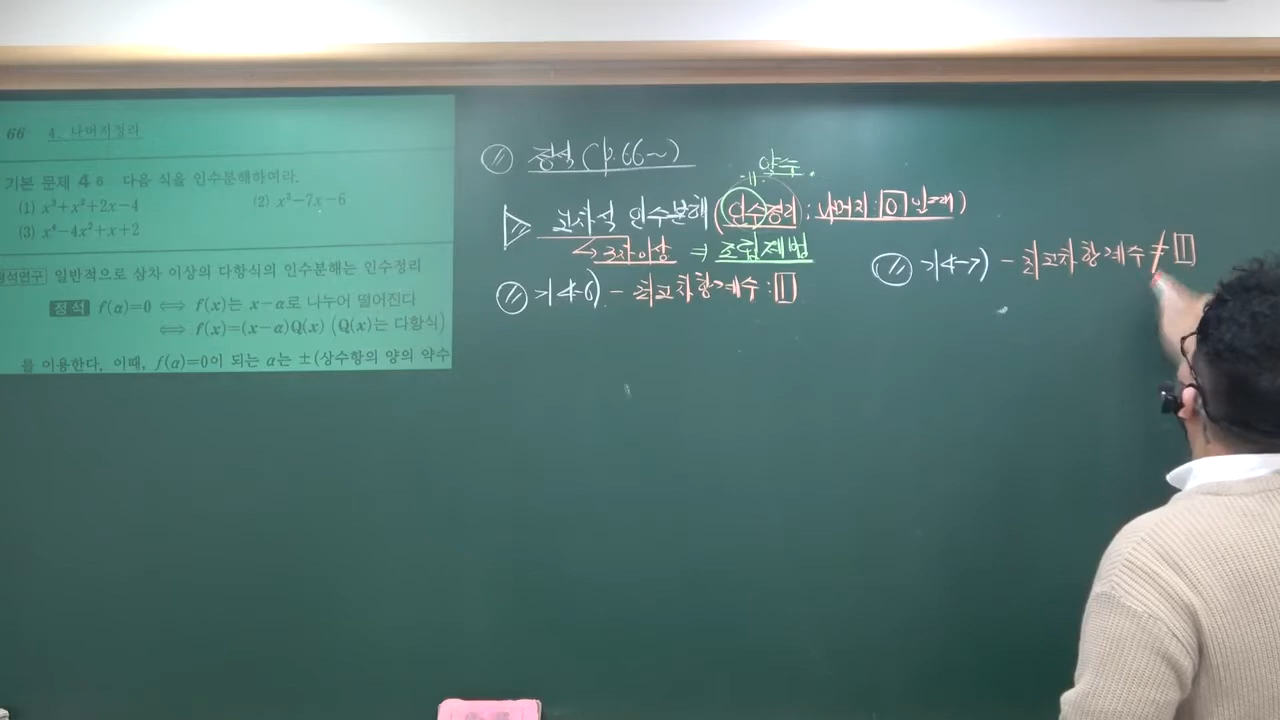 66 4. 나머지정리
기본 문제 4-6 다음 식을 인수분해하여라.
(1) x³+x²+2x-4 (2) x³-7x-6
(3) x⁴-4x²+x+2
정석연구 일반적으로 삼차 이상의 다항식의 인수분해는 인수정리
정석 f(α)=0 ⟺ f(x)는 x-α로 나누어 떨어진다
⟺ f(x)=(x-α)Q(x) (Q(x)는 다항식)
를 이용한다. 이때, f(α)=0이 되는 α는 ±(상수항의 양의 약수
정석 (p.66~)
약수.
고차식 인수분해 (인수정리 : 나머지 : 0 인 )
3차이상 ⇒ 조립제법
기 4-6) - 최고차항계수 : 1
기 4-7) - 최고차항계수 ≠ 1